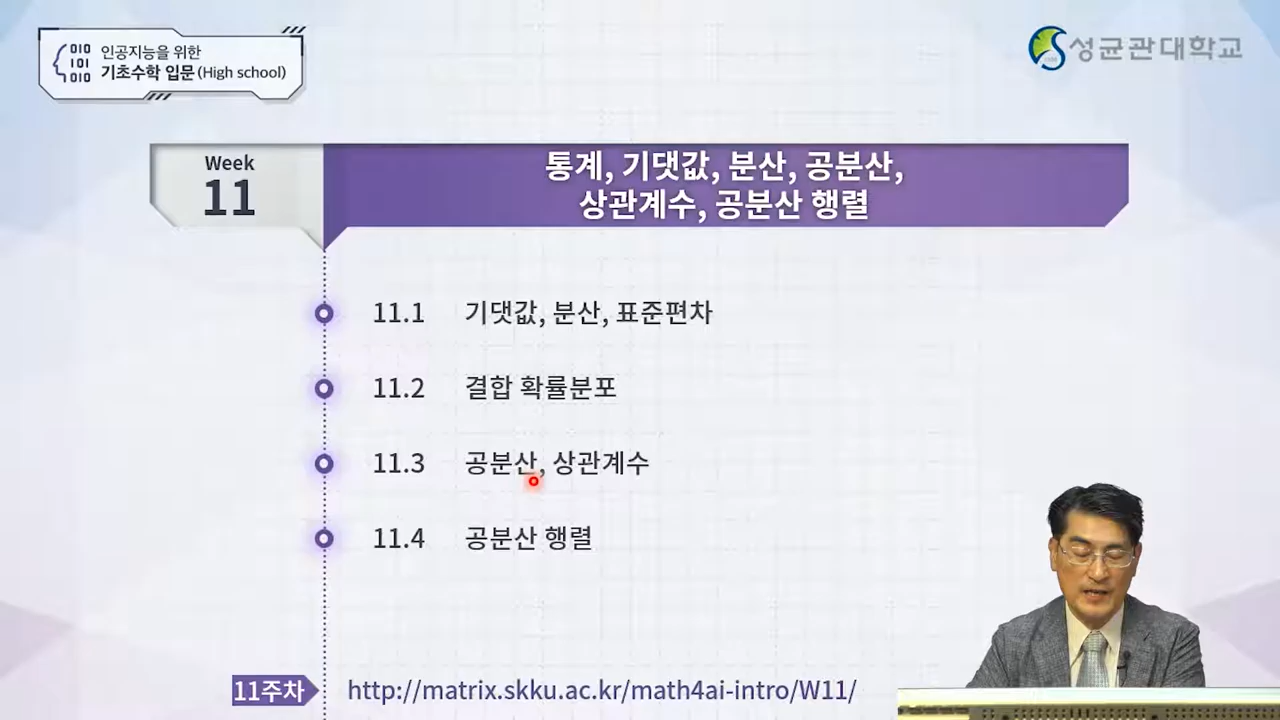 010
101
010
인공지능을 위한
기초수학 입문 (High school)
성균관대학교
Week
11
통계, 기댓값, 분산, 공분산,
상관계수, 공분산 행렬
11.1 기댓값, 분산, 표준편차
11.2 결합 확률분포
11.3 공분산, 상관계수
11.4 공분산 행렬
11주차 http://matrix.skku.ac.kr/math4ai-intro/W11/